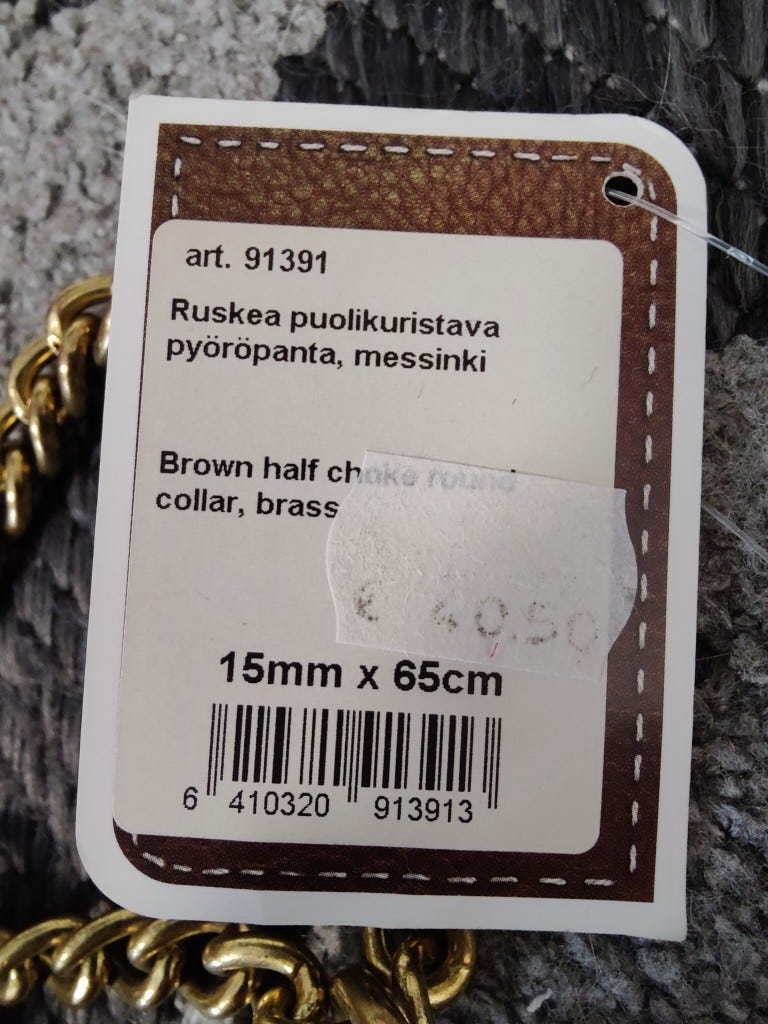 art. 91391
Ruskea puolikuristava
pyöröpanta, messinki
Brown half choke round
collar, brass
€ 40.50
15mm x 65cm
6 410320 913913